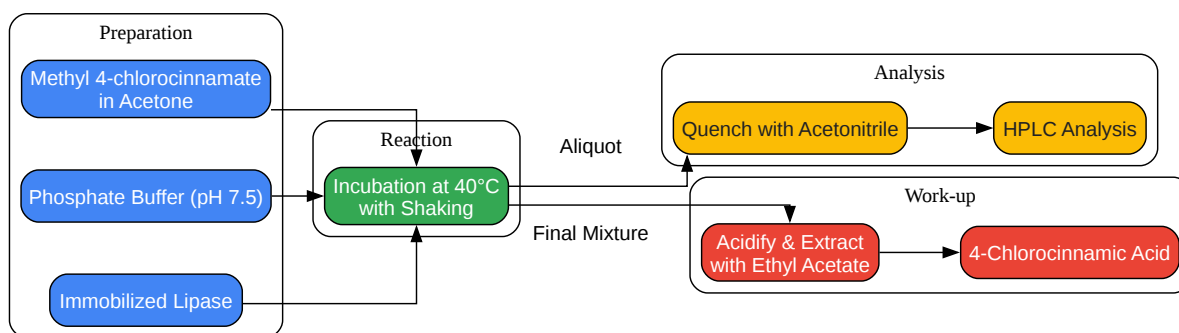 Preparation
Methyl 4-chlorocinnamate
in Acetone
Phosphate Buffer (pH 7.5)
Immobilized Lipase
Reaction
Incubation at 40°C
with Shaking
Aliquot
Final Mixture
Analysis
Quench with Acetonitrile
HPLC Analysis
Work-up
Acidify & Extract
with Ethyl Acetate
4-Chlorocinnamic Acid